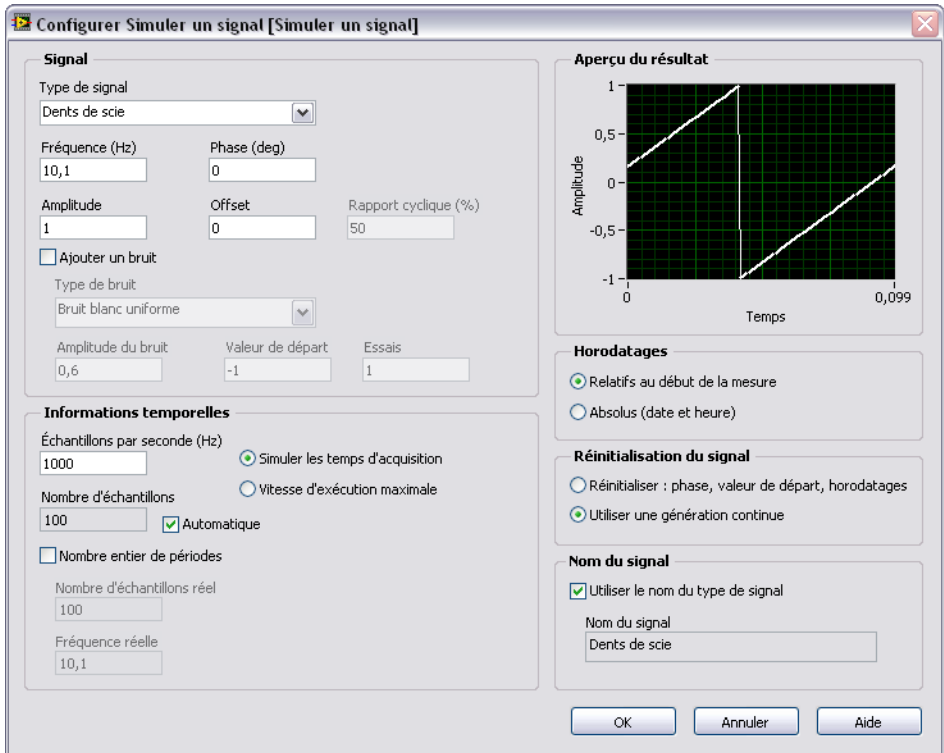 Configurer Simuler un signal [Simuler un signal]
Signal
Type de signal
Dents de scie
Fréquence (Hz)
Phase (deg)
10,1
0
Amplitude
Offset
Rapport cyclique (%)
1
0
50
Ajouter un bruit
Type de bruit
Bruit blanc uniforme
Amplitude du bruit
Valeur de départ
Essais
0,6
-1
1
Informations temporelles
Échantillons par seconde (Hz)
1000
Simuler les temps d'acquisition
Vitesse d'exécution maximale
Nombre d'échantillons
100
Automatique
Nombre entier de périodes
Nombre d'échantillons réel
100
Fréquence réelle
10,1
Aperçu du résultat
Amplitude
1
0,5
0
-0,5
-1
0
0,099
Temps
Horodatages
Relatifs au début de la mesure
Absolus (date et heure)
Réinitialisation du signal
Réinitialiser : phase, valeur de départ, horodatages
Utiliser une génération continue
Nom du signal
Utiliser le nom du type de signal
Nom du signal
Dents de scie
OK
Annuler
Aide